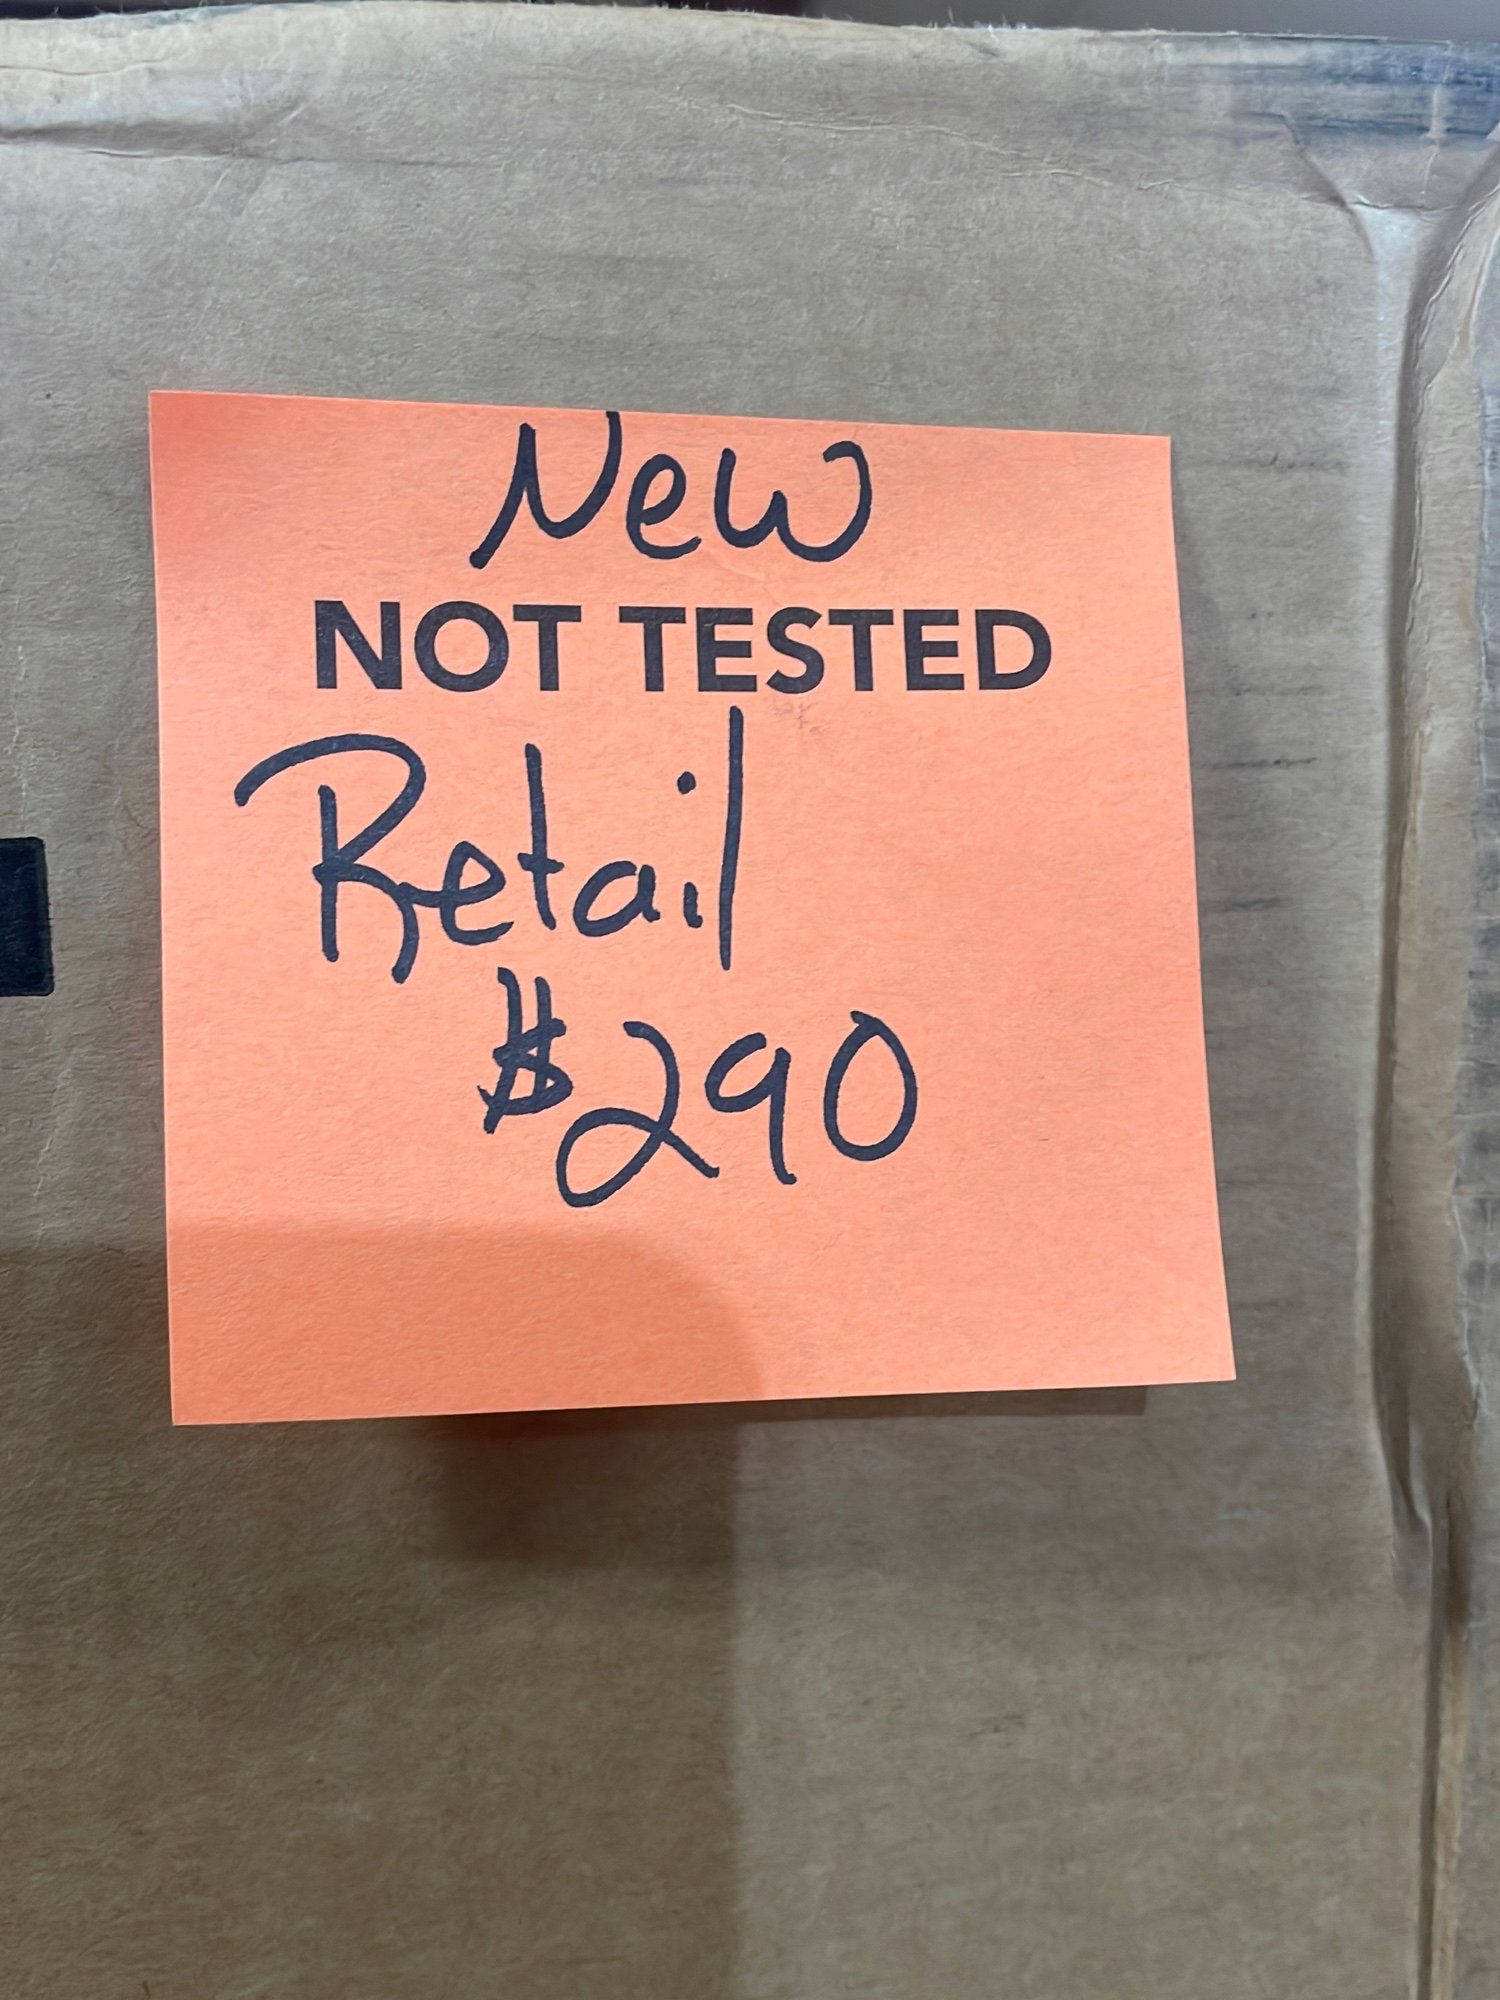 New
NOT TESTED
Retail
$290